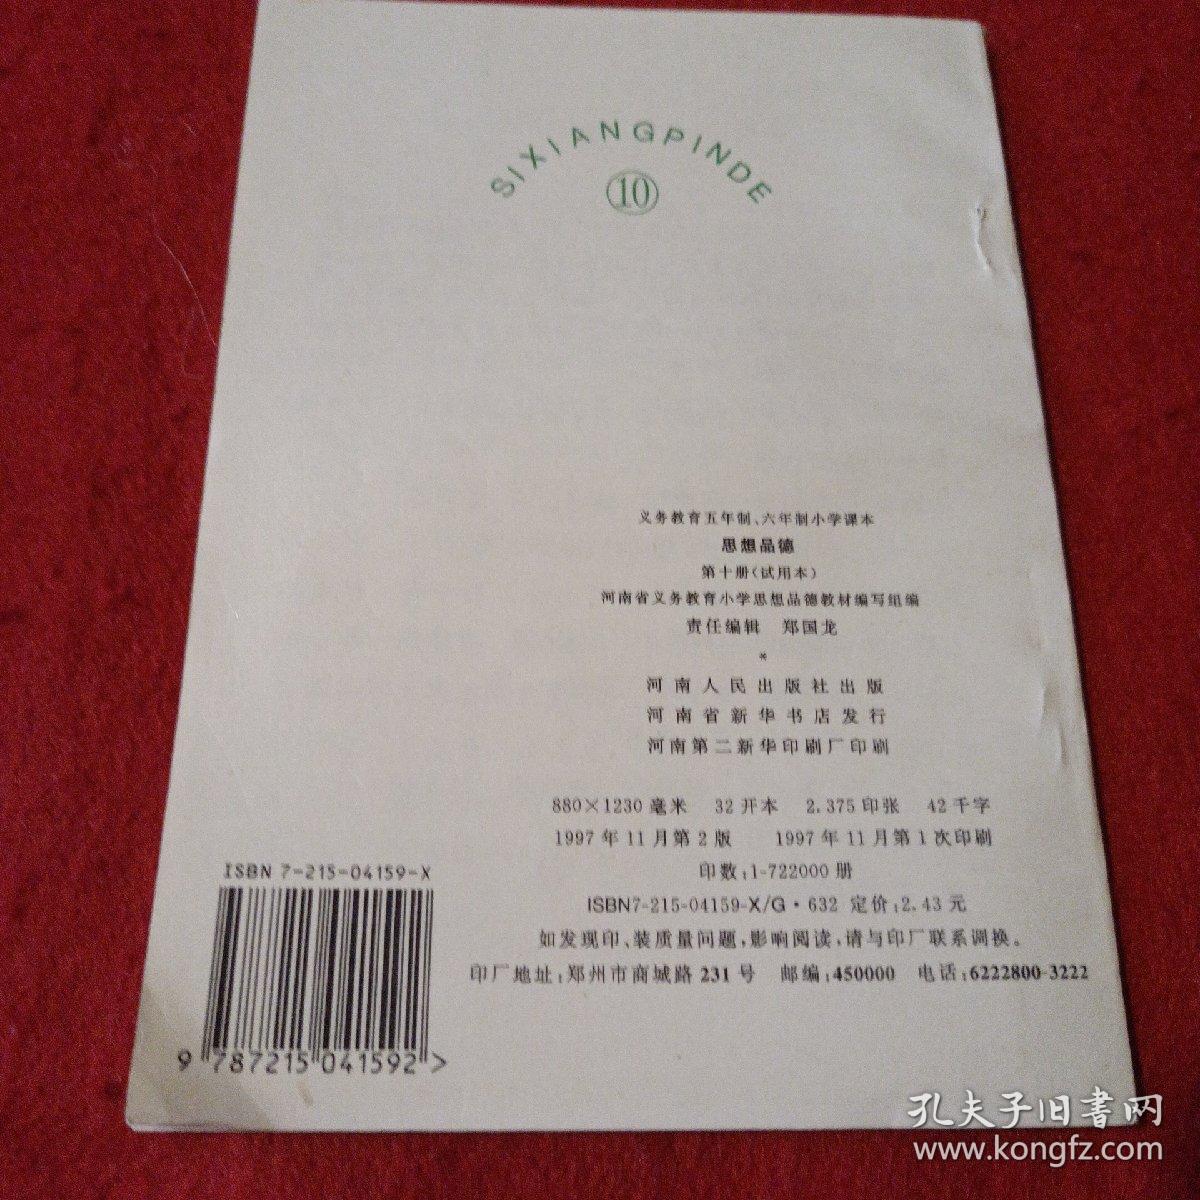 SIXIANGPINDE
10
义务教育五年制、六年制小学课本
思想品德
第十册(试用本)
河南省义务教育小学思想品德教材编写组编
责任编辑 郑国龙
*
河南人民出版社出版
河南省新华书店发行
河南第二新华印刷厂印刷
880×1230毫米 32开本 2.375印张 42千字
1997年11月第2版 1997年11月第1次印刷
印数:1-722000册
ISBN7-215-04159-X/G·632 定价:2.43元
如发现印、装质量问题,影响阅读,请与印厂联系调换。
印厂地址:郑州市商城路231号 邮编:450000 电话:6222800-3222
ISBN 7-215-04159-X
9 787215 041592 >
孔夫子旧书网
www.kongfz.com